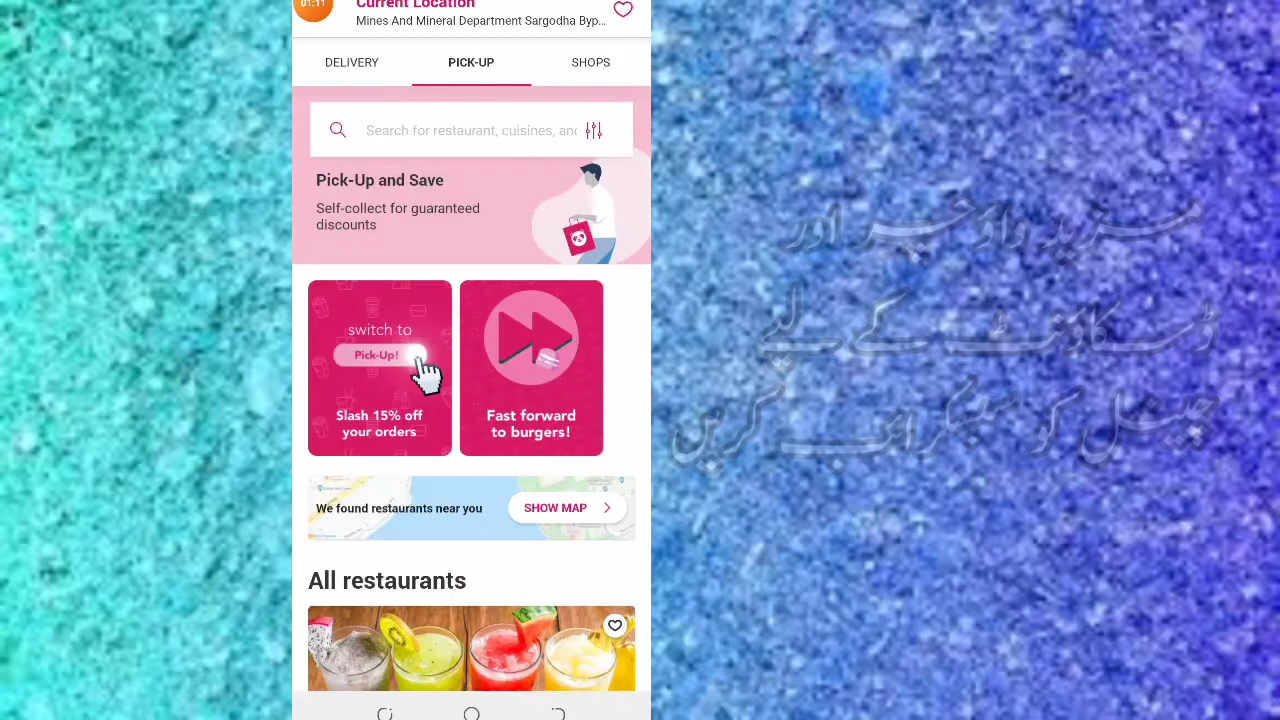 01:11
Current Location
Mines And Mineral Department Sargodha Byp...
DELIVERY
PICK-UP
SHOPS
Search for restaurant, cuisines, and
Pick-Up and Save
Self-collect for guaranteed
discounts
switch to
Pick-Up!
Slash 15% off
your orders
Fast forward
to burgers!
We found restaurants near you
SHOW MAP
All restaurants
مزید واؤچر اور
ڈسکاؤنٹ کے لیے
چینل کو سبسکرائب کریں